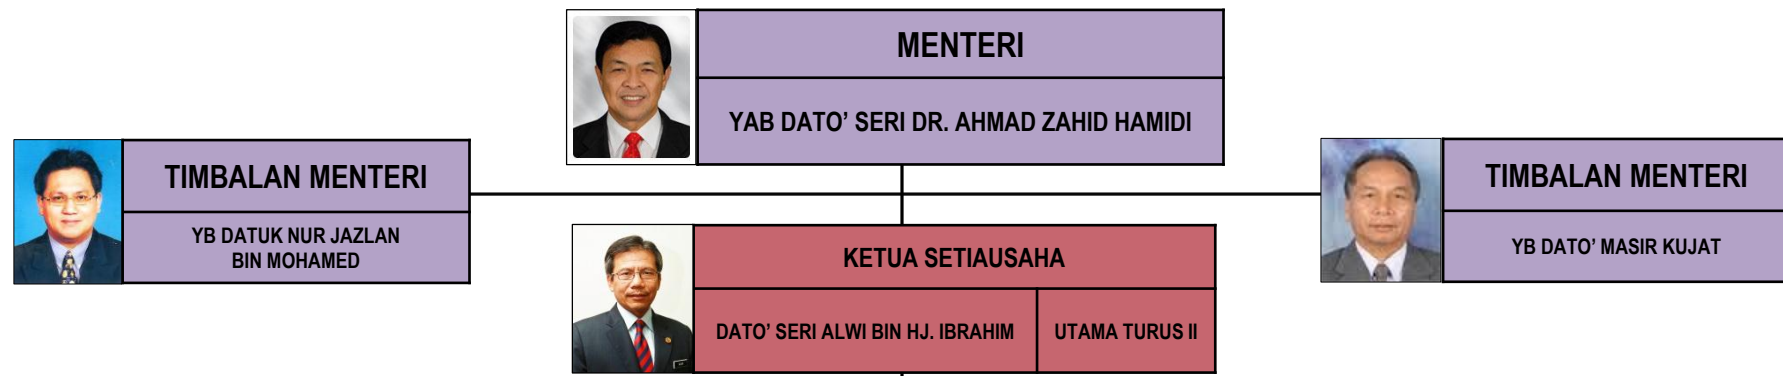 MENTERI
YAB DATO’ SERI DR. AHMAD ZAHID HAMIDI
TIMBALAN MENTERI
YB DATUK NUR JAZLAN
BIN MOHAMED
TIMBALAN MENTERI
YB DATO’ MASIR KUJAT
KETUA SETIAUSAHA
DATO’ SERI ALWI BIN HJ. IBRAHIM
UTAMA TURUS II